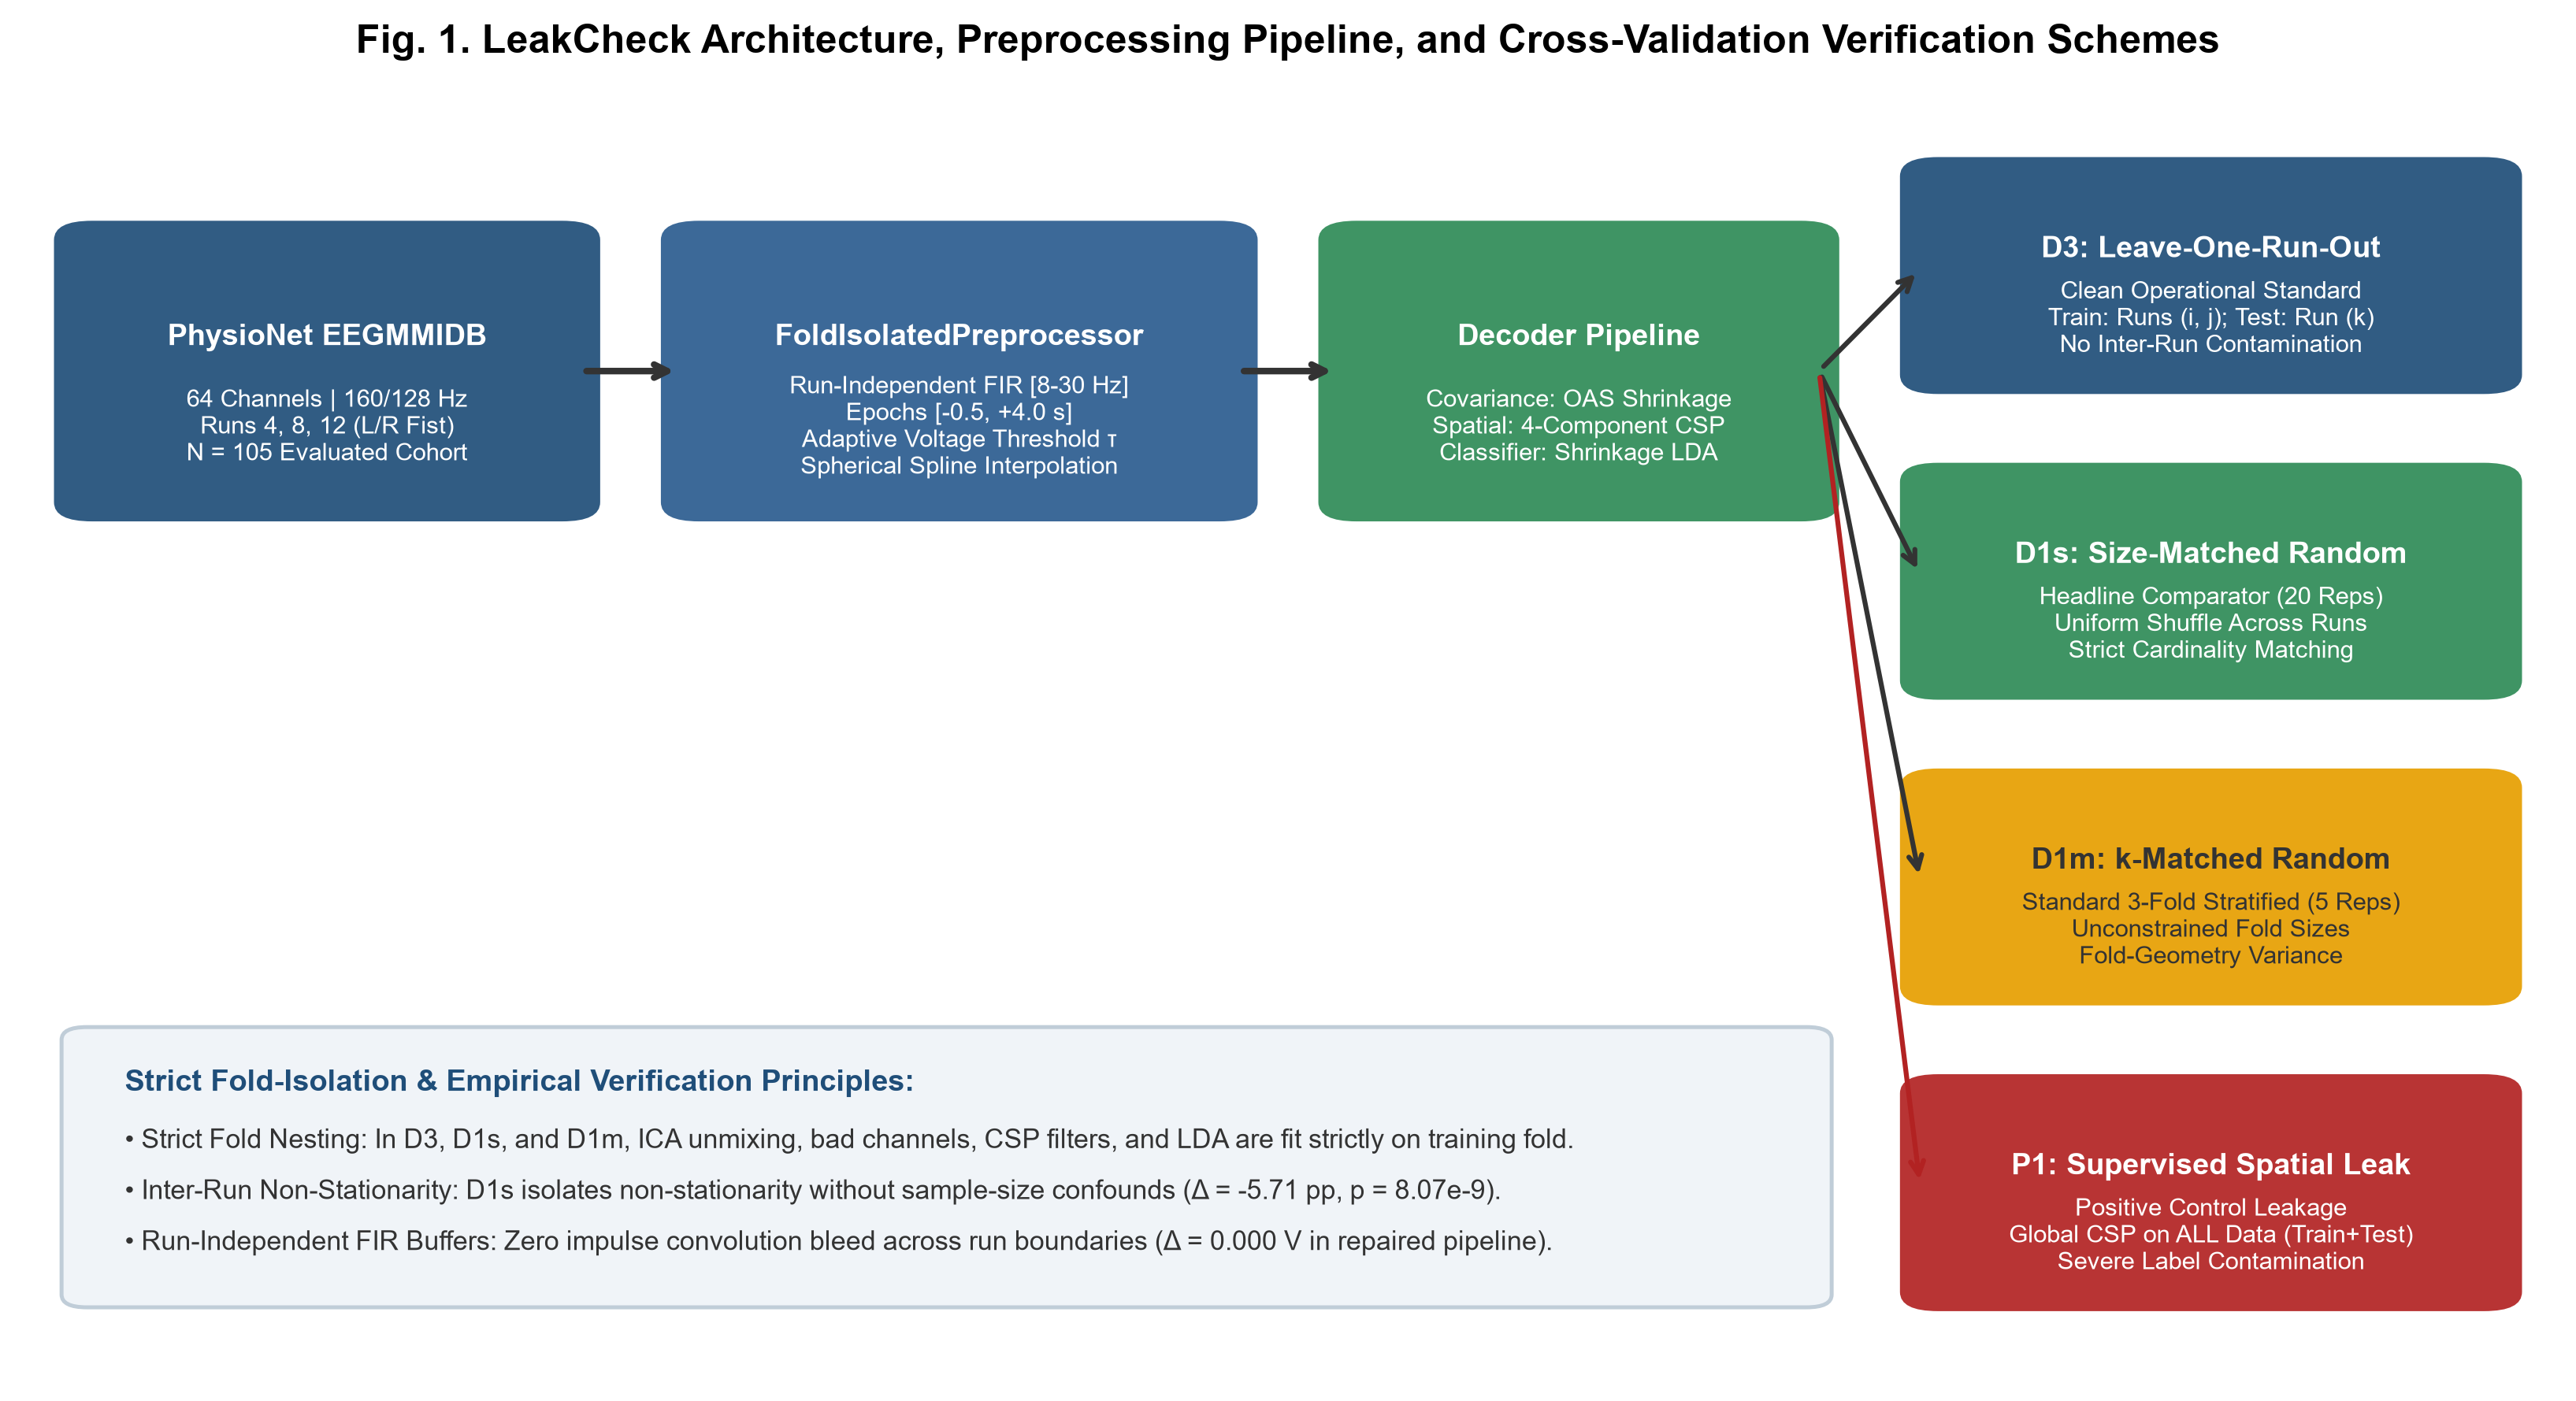 Fig. 1. LeakCheck Architecture, Preprocessing Pipeline, and Cross-Validation Verification Schemes
PhysioNet EEGMMIDB
64 Channels | 160/128 Hz
Runs 4, 8, 12 (L/R Fist)
N = 105 Evaluated Cohort
FoldIsolatedPreprocessor
Run-Independent FIR [8-30 Hz]
Epochs [-0.5, +4.0 s]
Adaptive Voltage Threshold τ
Spherical Spline Interpolation
Decoder Pipeline
Covariance: OAS Shrinkage
Spatial: 4-Component CSP
Classifier: Shrinkage LDA
D3: Leave-One-Run-Out
Clean Operational Standard
Train: Runs (i, j); Test: Run (k)
No Inter-Run Contamination
D1s: Size-Matched Random
Headline Comparator (20 Reps)
Uniform Shuffle Across Runs
Strict Cardinality Matching
D1m: k-Matched Random
Standard 3-Fold Stratified (5 Reps)
Unconstrained Fold Sizes
Fold-Geometry Variance
P1: Supervised Spatial Leak
Positive Control Leakage
Global CSP on ALL Data (Train+Test)
Severe Label Contamination
Strict Fold-Isolation & Empirical Verification Principles:
• Strict Fold Nesting: In D3, D1s, and D1m, ICA unmixing, bad channels, CSP filters, and LDA are fit strictly on training fold.
• Inter-Run Non-Stationarity: D1s isolates non-stationarity without sample-size confounds (Δ = -5.71 pp, p = 8.07e-9).
• Run-Independent FIR Buffers: Zero impulse convolution bleed across run boundaries (Δ = 0.000 V in repaired pipeline).